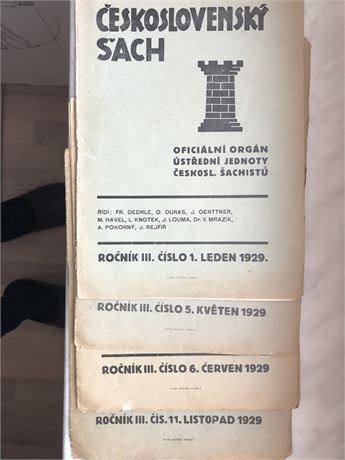 ČESKOSLOVENSKÝ
ŠACH
OFICIÁLNÍ ORGÁN
ÚSTŘEDNÍ JEDNOTY
ČESKOSL. ŠACHISTŮ
ŘÍDÍ: FR. DEDRLE, O. DURAS, J. GENTTNER,
M. HAVEL, L. KNOTEK, J. LOUMA, Dr. V. MRAZIK,
A. POKORNÝ, J. REJFÍŘ
ROČNÍK III. ČÍSLO 1. LEDEN 1929.
ROČNÍK III. ČÍSLO 5. KVĚTEN 1929
ROČNÍK III. ČÍSLO 6. ČERVEN 1929
ROČNÍK III. ČÍS. 11. LISTOPAD 1929